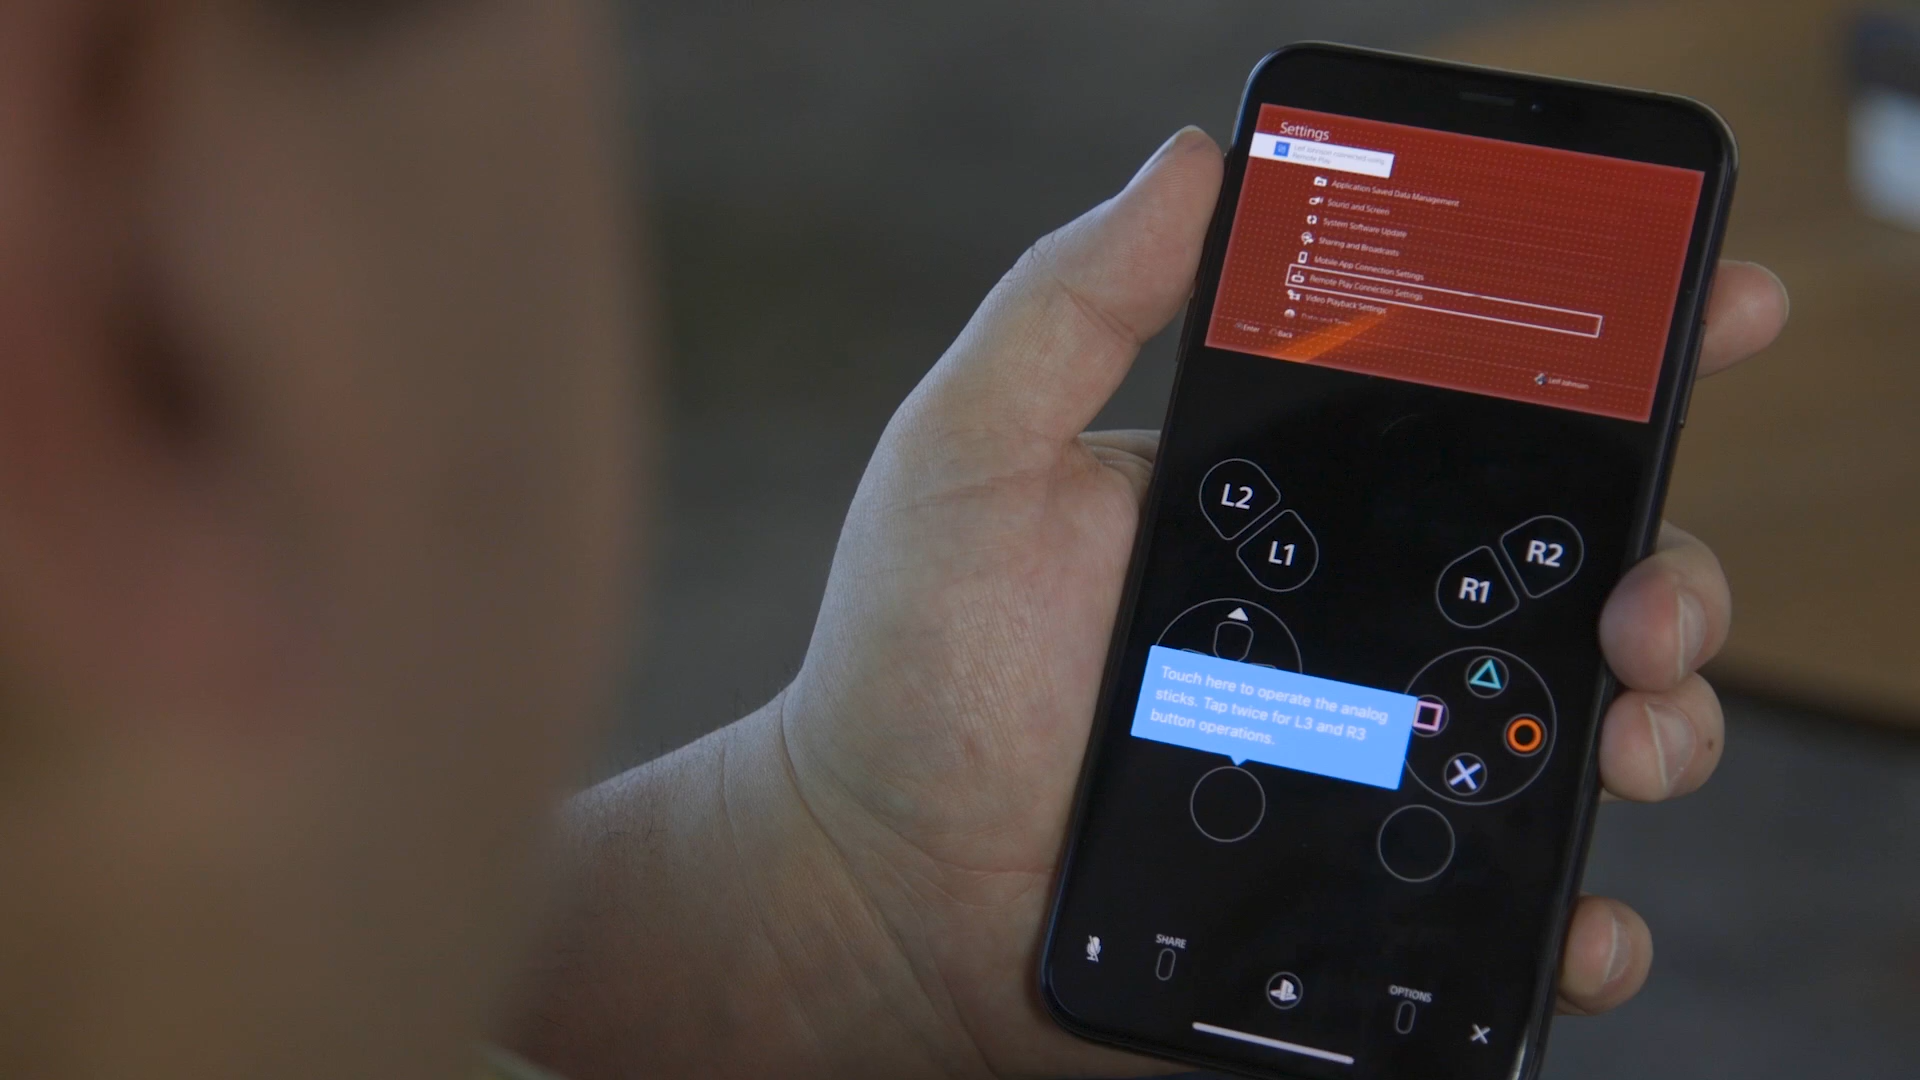 Settings
Leif Johnson connected using
Remote Play
Application Saved Data Management
Sound and Screen
System Software Update
Sharing and Broadcasts
Mobile App Connection Settings
Remote Play Connection Settings
Video Playback Settings
Enter Back
Leif Johnson
L2
L1
R2
R1
Touch here to operate the analog
sticks. Tap twice for L3 and R3
button operations.
SHARE
OPTIONS